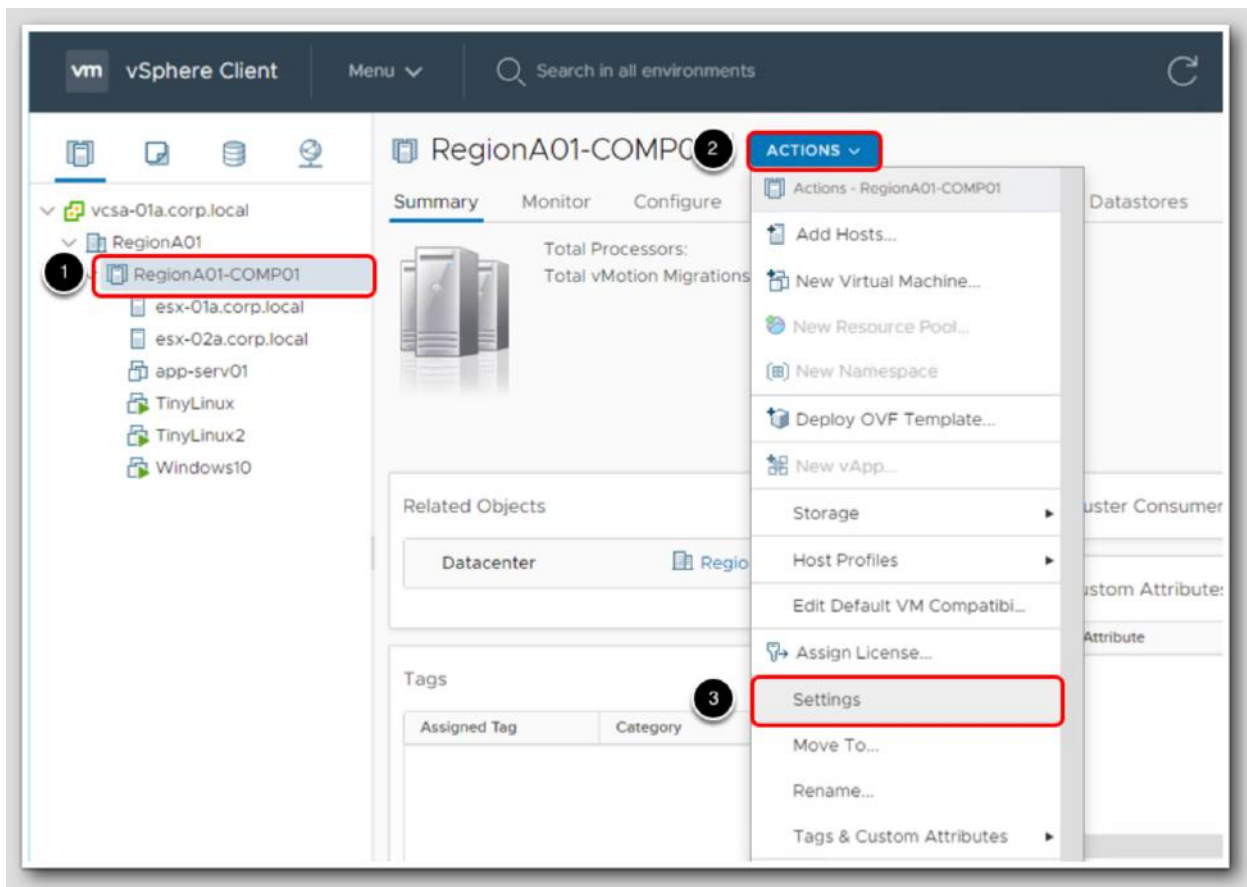 vm vSphere Client Menu Search in all environments
vcsa-01a.corp.local
RegionA01
1 RegionA01-COMP01
esx-01a.corp.local
esx-02a.corp.local
app-serv01
TinyLinux
TinyLinux2
Windows10
RegionA01-COMP 2 ACTIONS
Summary Monitor Configure Datastores
Total Processors:
Total vMotion Migrations
Actions - RegionA01-COMP01
Add Hosts...
New Virtual Machine...
New Resource Pool...
New Namespace
Deploy OVF Template...
New vApp...
Storage
Host Profiles
Edit Default VM Compatibi...
Assign License...
3 Settings
Move To...
Rename...
Tags & Custom Attributes
Related Objects
Datacenter Regio
Tags
Assigned Tag Category
uster Consumer
ustom Attribute
Attribute